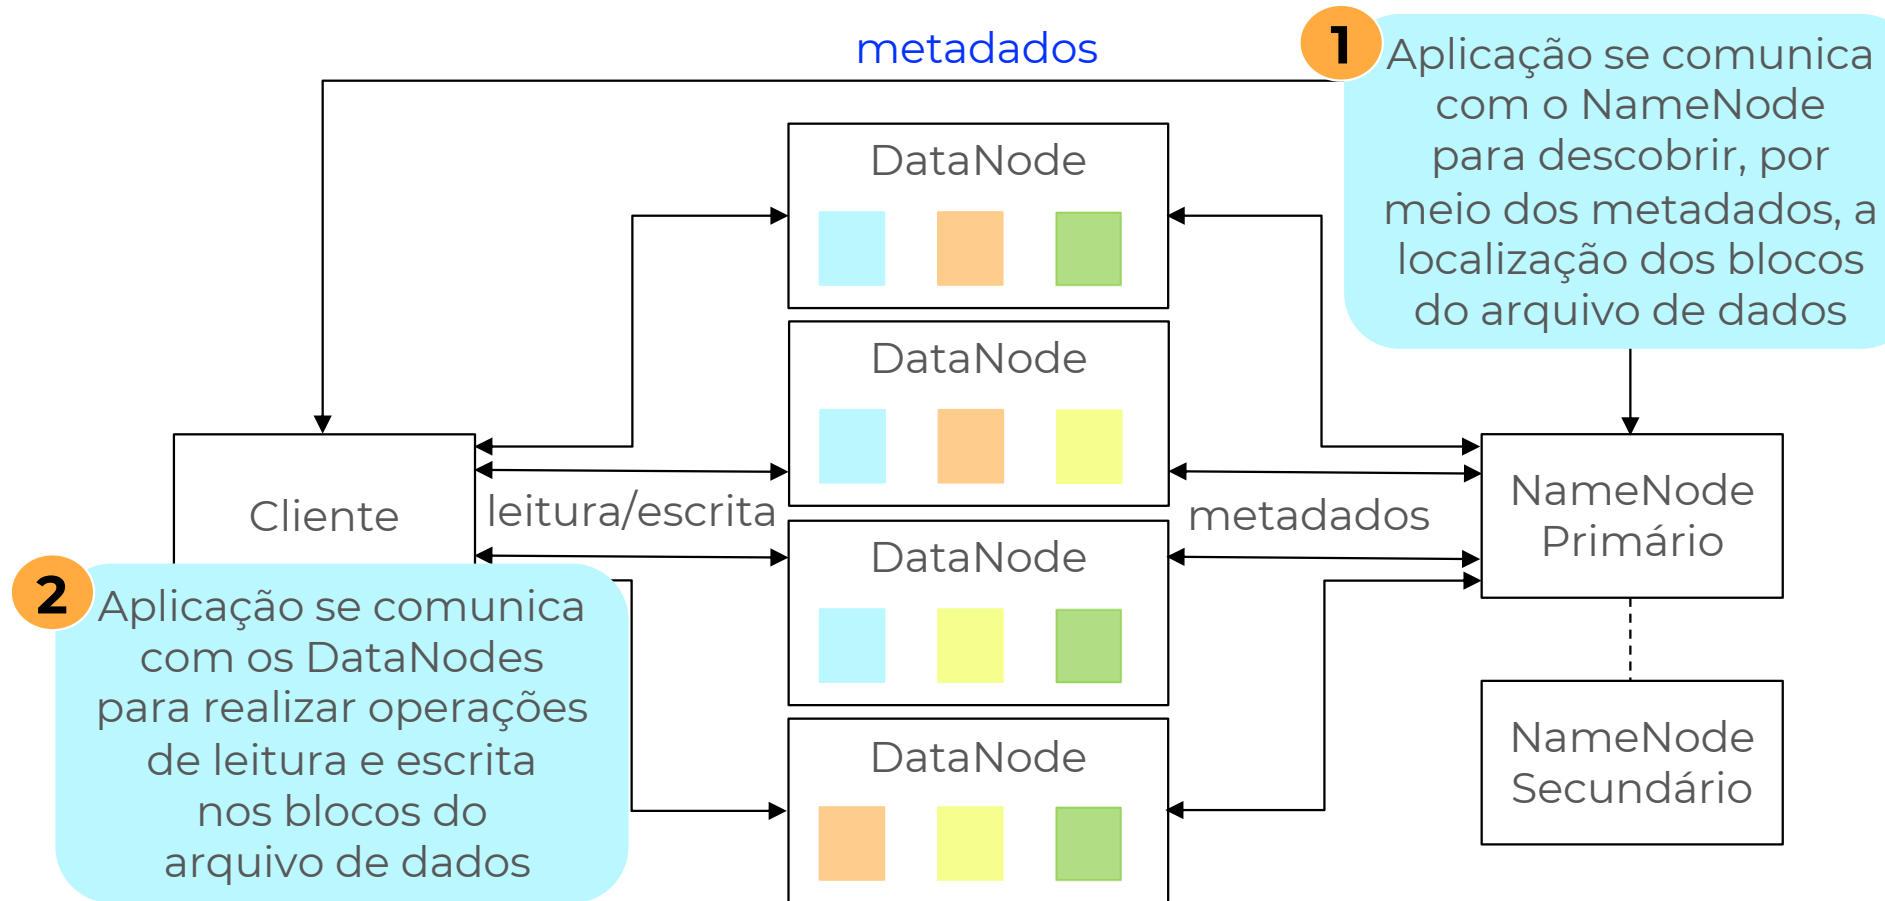 metadados
1
Aplicação se comunica
com o NameNode
para descobrir, por
meio dos metadados, a
localização dos blocos
do arquivo de dados
DataNode
DataNode
DataNode
DataNode
Cliente
leitura/escrita
metadados
NameNode
Primário
NameNode
Secundário
2
Aplicação se comunica
com os DataNodes
para realizar operações
de leitura e escrita
nos blocos do
arquivo de dados